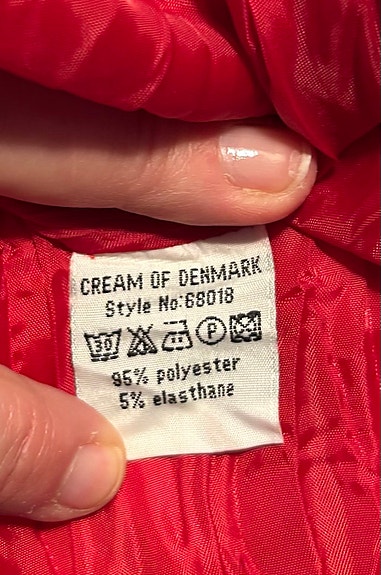 CREAM OF DENMARK
Style No:68018
30 P
95% polyester
5% elasthane